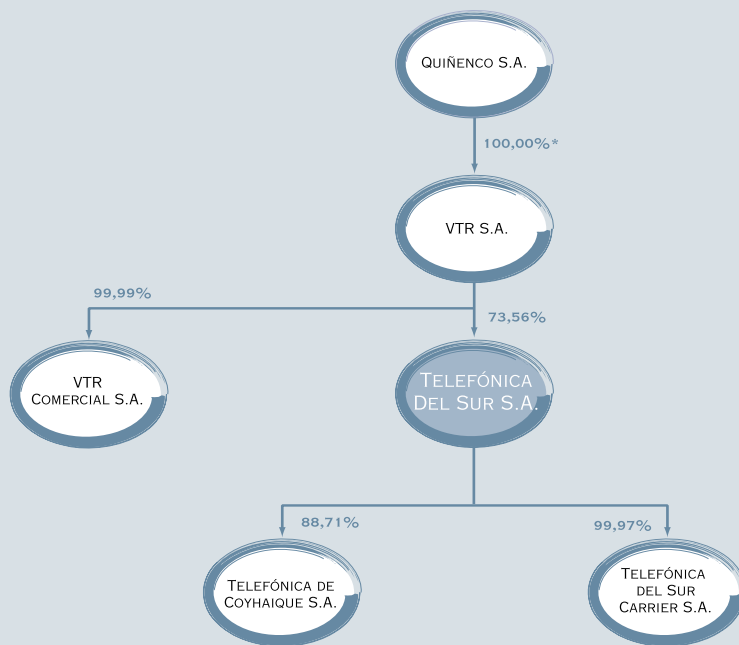 QUIÑENCO S.A.
100,00%*
VTR S.A.
99,99%
73,56%
VTR
COMERCIAL S.A.
TELEFÓNICA
DEL SUR S.A.
88,71%
99,97%
TELEFÓNICA DE
COYHAIQUE S.A.
TELEFÓNICA
DEL SUR
CARRIER S.A.